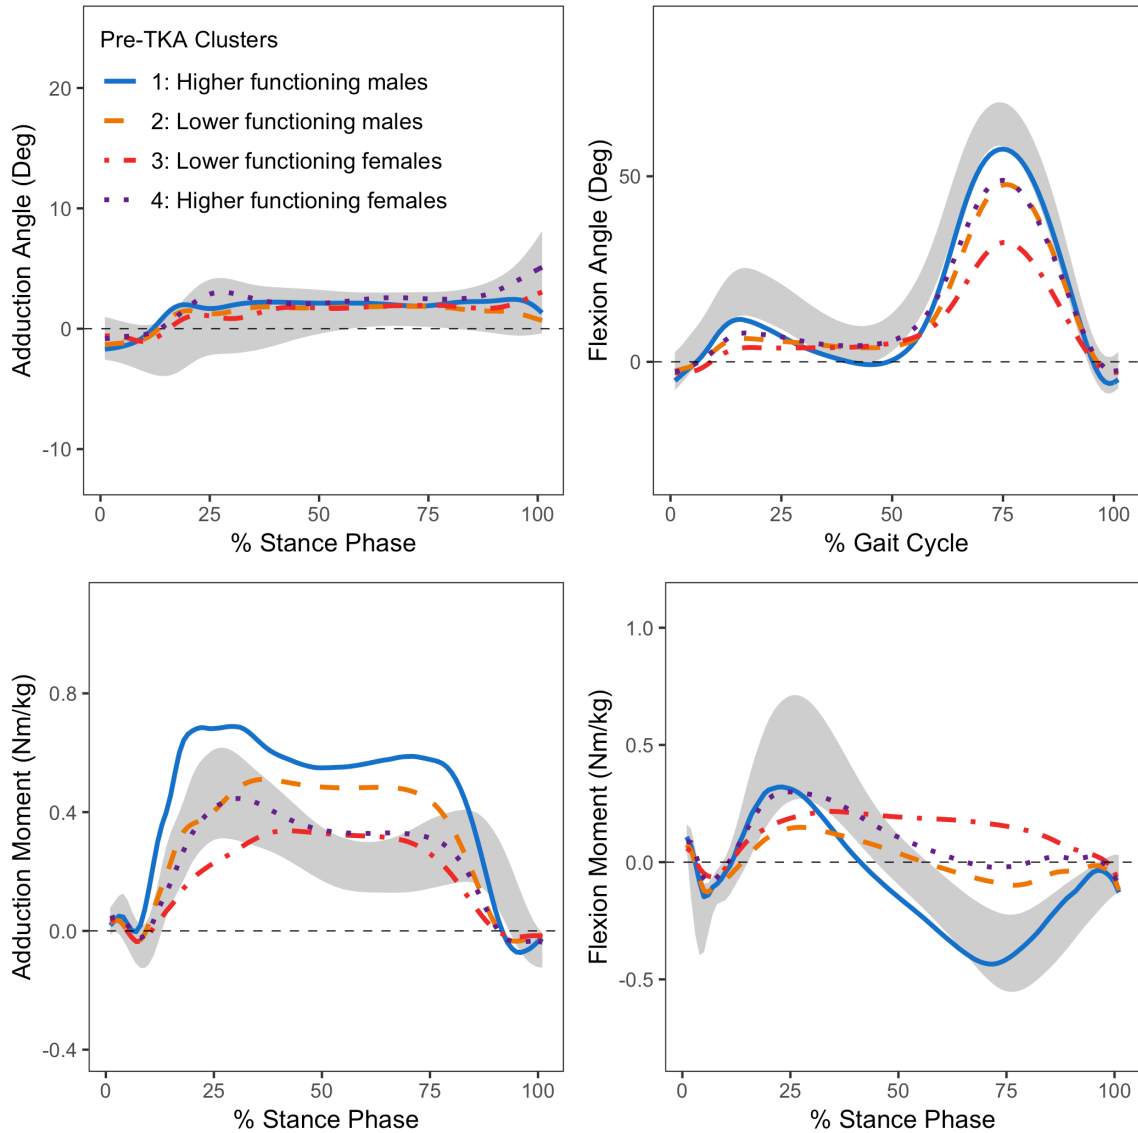 Pre-TKA Clusters
1: Higher functioning males
2: Lower functioning males
3: Lower functioning females
4: Higher functioning females
Adduction Angle (Deg)
20
10
0
-10
0 25 50 75 100
% Stance Phase
Flexion Angle (Deg)
50
0
0 25 50 75 100
% Gait Cycle
Adduction Moment (Nm/kg)
0.8
0.4
0.0
-0.4
0 25 50 75 100
% Stance Phase
Flexion Moment (Nm/kg)
1.0
0.5
0.0
-0.5
0 25 50 75 100
% Stance Phase